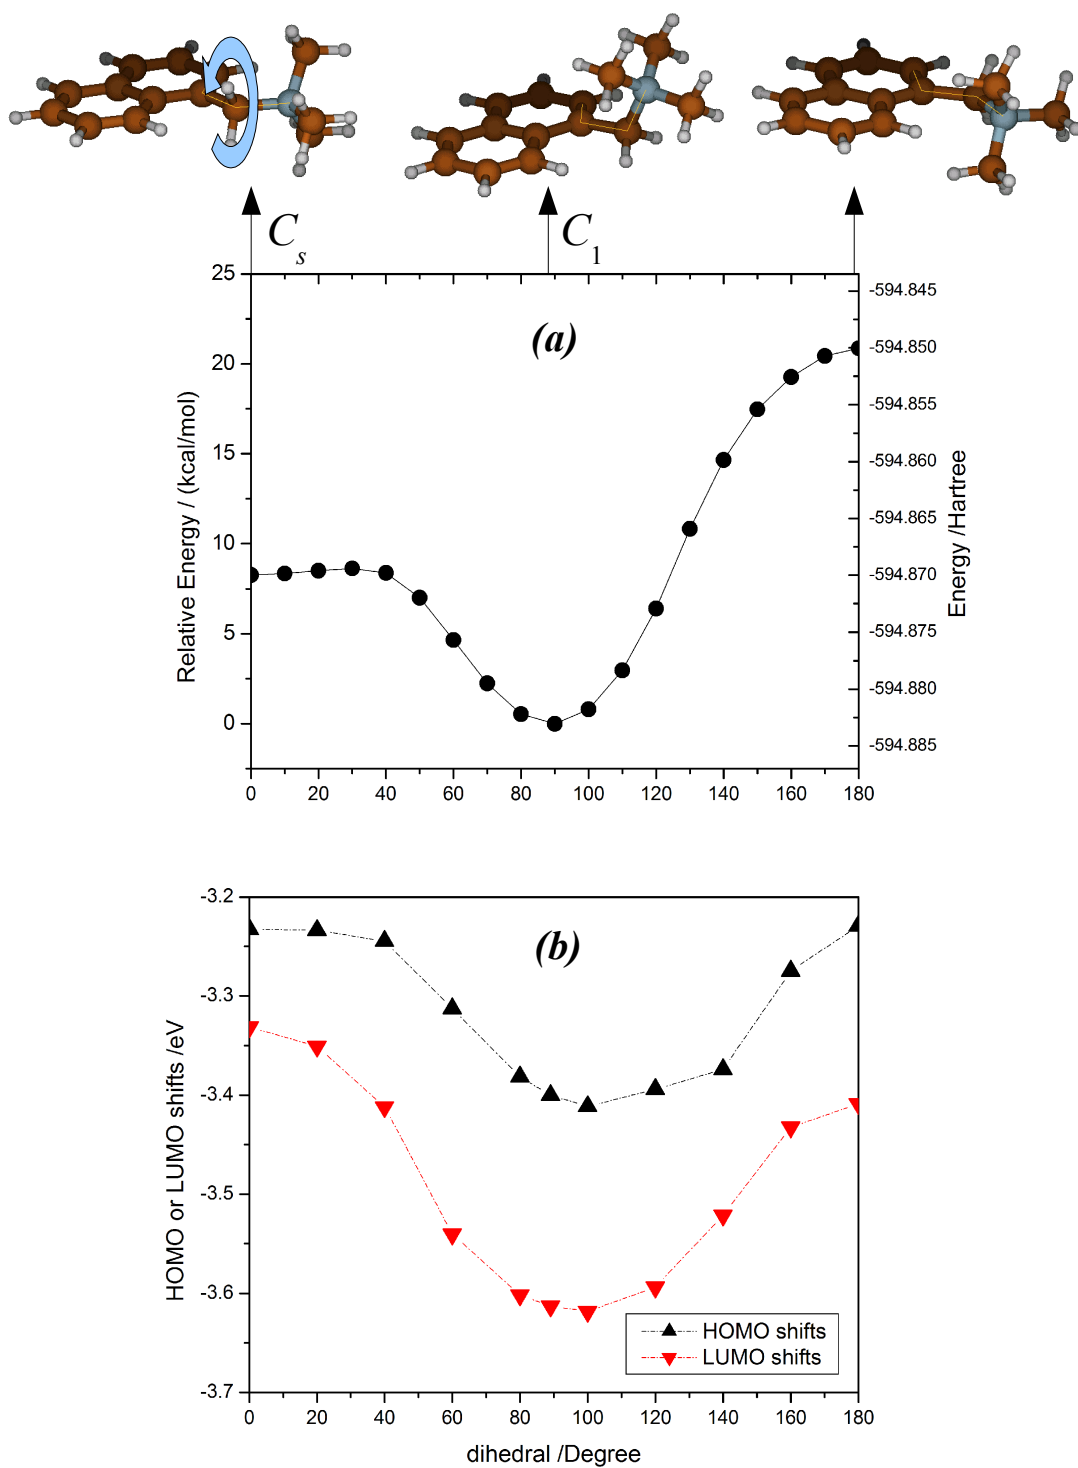 C_s
C_1
(a)
Relative Energy / (kcal/mol)
25
20
15
10
5
0
-594.845
-594.850
-594.855
-594.860
-594.865
-594.870
-594.875
-594.880
-594.885
Energy /Hartree
0 20 40 60 80 100 120 140 160 180
(b)
HOMO or LUMO shifts /eV
-3.2
-3.3
-3.4
-3.5
-3.6
-3.7
HOMO shifts
LUMO shifts
0 20 40 60 80 100 120 140 160 180
dihedral /Degree